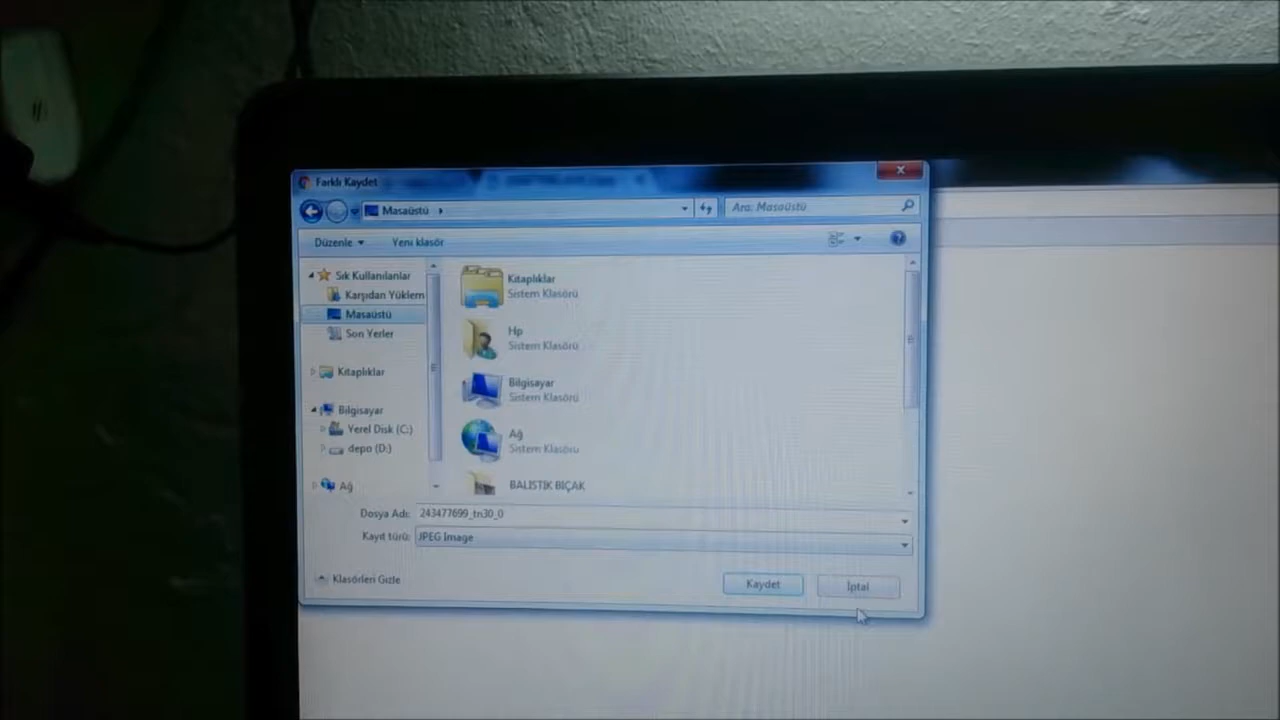 Farklı Kaydet
Masaüstü
Ara: Masaüstü
Düzenle
Yeni klasör
Sık Kullanılanlar
Karşıdan Yüklem
Masaüstü
Son Yerler
Kitaplıklar
Bilgisayar
Yerel Disk (C:)
depo (D:)
Ağ
Kitaplıklar
Sistem Klasörü
Hp
Sistem Klasörü
Bilgisayar
Sistem Klasörü
Ağ
Sistem Klasörü
BALİSTİK BIÇAK
Dosya Adı: 243477699_tn30_0
Kayıt türü: JPEG Image
Klasörleri Gizle
Kaydet
İptal